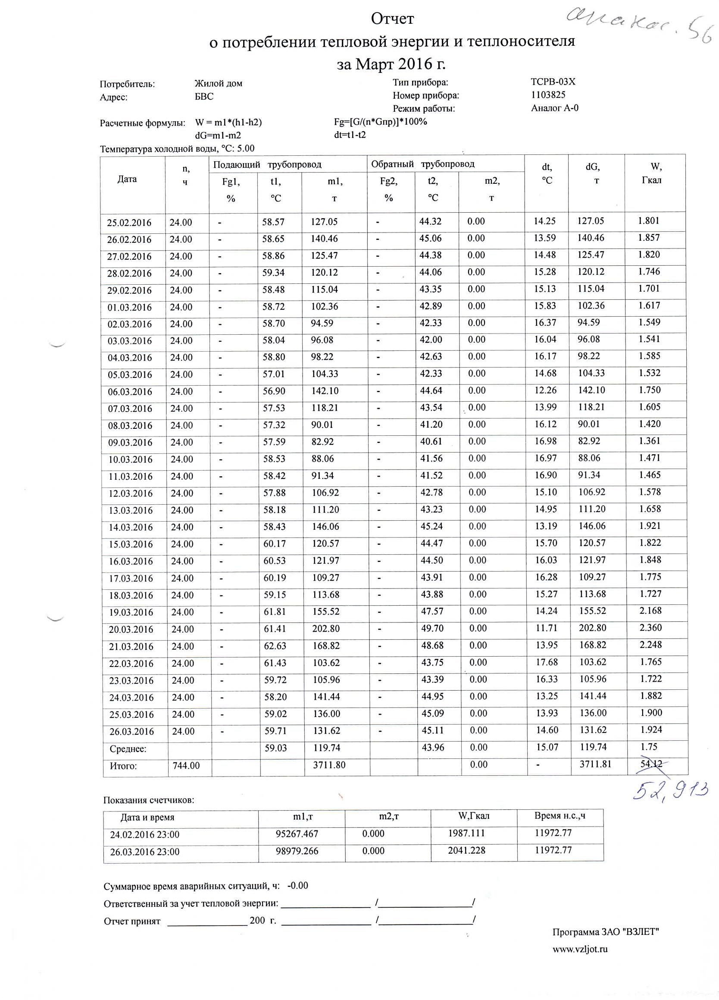 Отчет
о потреблении тепловой энергии и теплоносителя
за Март 2016 г.
56
Потребитель: Жилой дом Тип прибора: ТСРВ-03Х
Адрес: БВС Номер прибора: 1103825
Режим работы: Аналог А-0
Расчетные формулы: W = m1*(h1-h2) Fg=[G/(n*Gпр)]*100%
dG=m1-m2 dt=t1-t2
Температура холодной воды, °C: 5.00
Дата n, ч Подающий трубопровод Обратный трубопровод dt, °C dG, т W, Гкал
Fg1, % t1, °C m1, т Fg2, % t2, °C m2, т
25.02.2016 24.00 - 58.57 127.05 - 44.32 0.00 14.25 127.05 1.801
26.02.2016 24.00 - 58.65 140.46 - 45.06 0.00 13.59 140.46 1.857
27.02.2016 24.00 - 58.86 125.47 - 44.38 0.00 14.48 125.47 1.820
28.02.2016 24.00 - 59.34 120.12 - 44.06 0.00 15.28 120.12 1.746
29.02.2016 24.00 - 58.48 115.04 - 43.35 0.00 15.13 115.04 1.701
01.03.2016 24.00 - 58.72 102.36 - 42.89 0.00 15.83 102.36 1.617
02.03.2016 24.00 - 58.70 94.59 - 42.33 0.00 16.37 94.59 1.549
03.03.2016 24.00 - 58.04 96.08 - 42.00 0.00 16.04 96.08 1.541
04.03.2016 24.00 - 58.80 98.22 - 42.63 0.00 16.17 98.22 1.585
05.03.2016 24.00 - 57.01 104.33 - 42.33 0.00 14.68 104.33 1.532
06.03.2016 24.00 - 56.90 142.10 - 44.64 0.00 12.26 142.10 1.750
07.03.2016 24.00 - 57.53 118.21 - 43.54 0.00 13.99 118.21 1.605
08.03.2016 24.00 - 57.32 90.01 - 41.20 0.00 16.12 90.01 1.420
09.03.2016 24.00 - 57.59 82.92 - 40.61 0.00 16.98 82.92 1.361
10.03.2016 24.00 - 58.53 88.06 - 41.56 0.00 16.97 88.06 1.471
11.03.2016 24.00 - 58.42 91.34 - 41.52 0.00 16.90 91.34 1.465
12.03.2016 24.00 - 57.88 106.92 - 42.78 0.00 15.10 106.92 1.578
13.03.2016 24.00 - 58.18 111.20 - 43.23 0.00 14.95 111.20 1.658
14.03.2016 24.00 - 58.43 146.06 - 45.24 0.00 13.19 146.06 1.921
15.03.2016 24.00 - 60.17 120.57 - 44.47 0.00 15.70 120.57 1.822
16.03.2016 24.00 - 60.53 121.97 - 44.50 0.00 16.03 121.97 1.848
17.03.2016 24.00 - 60.19 109.27 - 43.91 0.00 16.28 109.27 1.775
18.03.2016 24.00 - 59.15 113.68 - 43.88 0.00 15.27 113.68 1.727
19.03.2016 24.00 - 61.81 155.52 - 47.57 0.00 14.24 155.52 2.168
20.03.2016 24.00 - 61.41 202.80 - 49.70 0.00 11.71 202.80 2.360
21.03.2016 24.00 - 62.63 168.82 - 48.68 0.00 13.95 168.82 2.248
22.03.2016 24.00 - 61.43 103.62 - 43.75 0.00 17.68 103.62 1.765
23.03.2016 24.00 - 59.72 105.96 - 43.39 0.00 16.33 105.96 1.722
24.03.2016 24.00 - 58.20 141.44 - 44.95 0.00 13.25 141.44 1.882
25.03.2016 24.00 - 59.02 136.00 - 45.09 0.00 13.93 136.00 1.900
26.03.2016 24.00 - 59.71 131.62 - 45.11 0.00 14.60 131.62 1.924
Среднее: 59.03 119.74 43.96 0.00 15.07 119.74 1.75
Итого: 744.00 3711.80 0.00 - 3711.81 54.12
52,913
Показания счетчиков:
Дата и время m1,т m2,т W,Гкал Время н.с.,ч
24.02.2016 23:00 95267.467 0.000 1987.111 11972.77
26.03.2016 23:00 98979.266 0.000 2041.228 11972.77
Суммарное время аварийных ситуаций, ч: -0.00
Ответственный за учет тепловой энергии: ____________ /____________/
Отчет принят ____________ 200 г. ____________ /____________/
Программа ЗАО "ВЗЛЕТ"
www.vzljot.ru